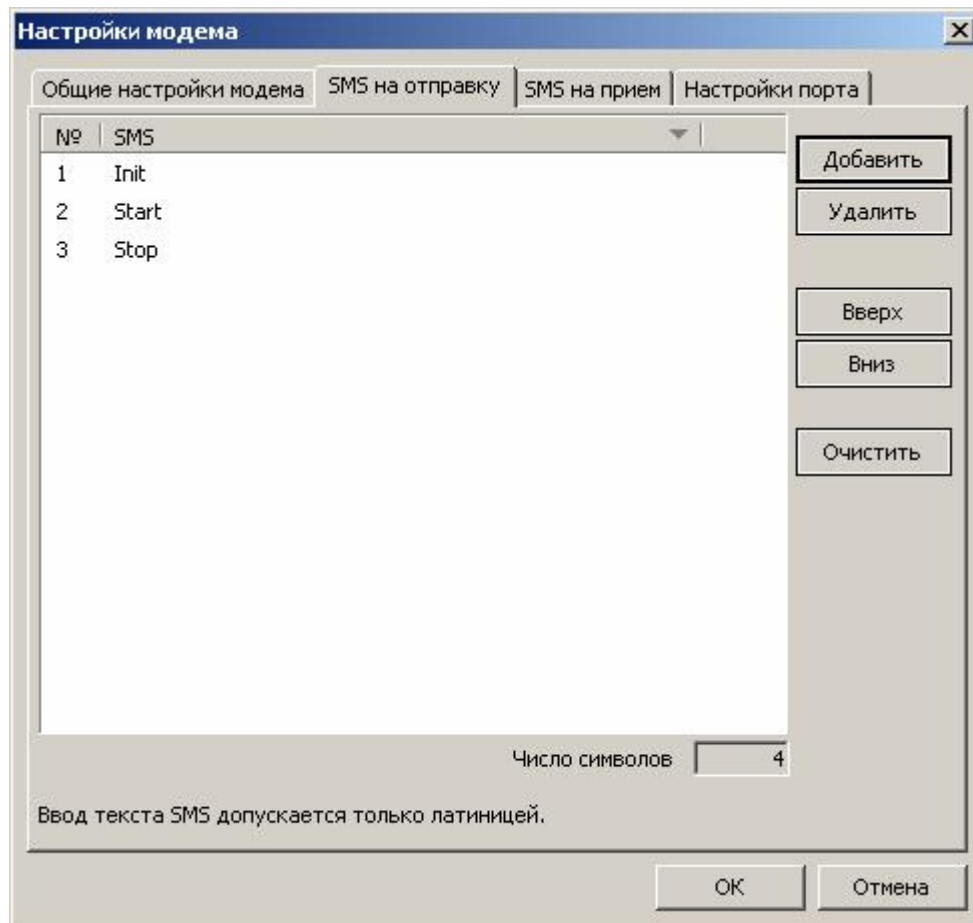 Настройки модема
Общие настройки модема SMS на отправку SMS на прием Настройки порта
№ SMS
1 Init
2 Start
3 Stop
Добавить
Удалить
Вверх
Вниз
Очистить
Число символов 4
Ввод текста SMS допускается только латиницей.
ОК Отмена